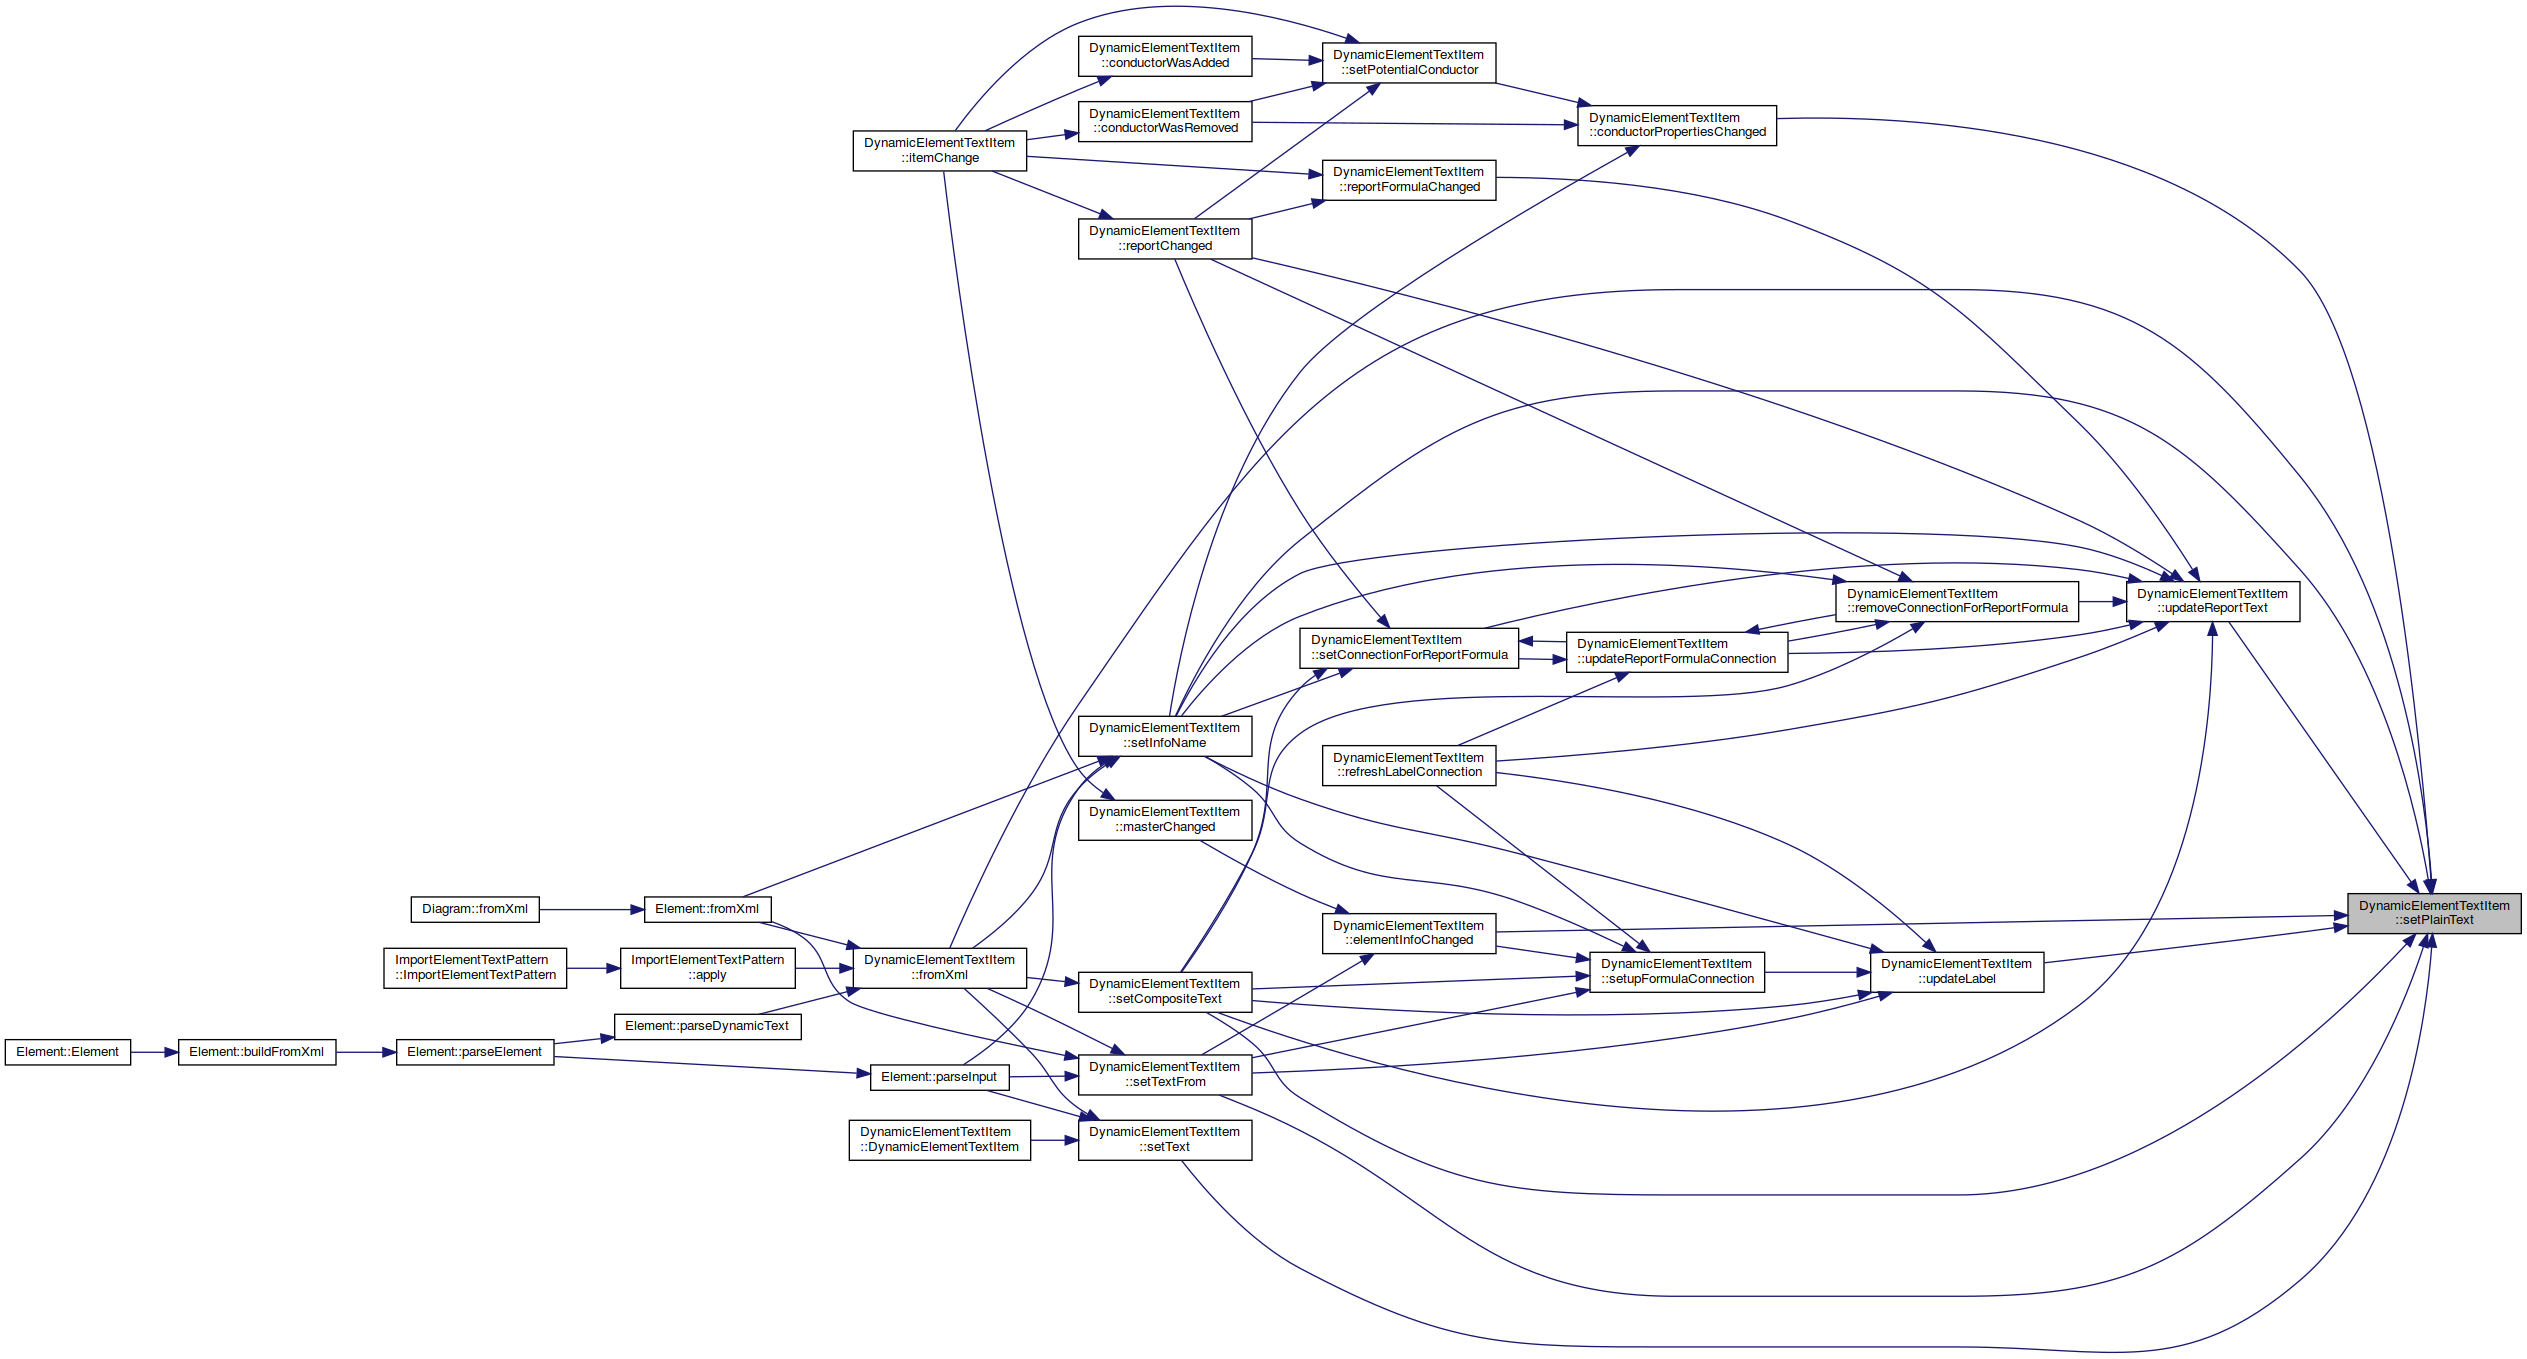 DynamicElementTextItem
::conductorWasAdded
DynamicElementTextItem
::setPotentialConductor
DynamicElementTextItem
::conductorWasRemoved
DynamicElementTextItem
::conductorPropertiesChanged
DynamicElementTextItem
::itemChange
DynamicElementTextItem
::reportFormulaChanged
DynamicElementTextItem
::reportChanged
DynamicElementTextItem
::removeConnectionForReportFormula
DynamicElementTextItem
::updateReportText
DynamicElementTextItem
::setConnectionForReportFormula
DynamicElementTextItem
::updateReportFormulaConnection
DynamicElementTextItem
::setInfoName
DynamicElementTextItem
::refreshLabelConnection
DynamicElementTextItem
::masterChanged
Diagram::fromXml
Element::fromXml
DynamicElementTextItem
::setPlainText
DynamicElementTextItem
::elementInfoChanged
ImportElementTextPattern
::ImportElementTextPattern
ImportElementTextPattern
::apply
DynamicElementTextItem
::fromXml
DynamicElementTextItem
::setCompositeText
DynamicElementTextItem
::setupFormulaConnection
DynamicElementTextItem
::updateLabel
Element::parseDynamicText
Element::Element
Element::buildFromXml
Element::parseElement
Element::parseInput
DynamicElementTextItem
::setTextFrom
DynamicElementTextItem
::DynamicElementTextItem
DynamicElementTextItem
::setText